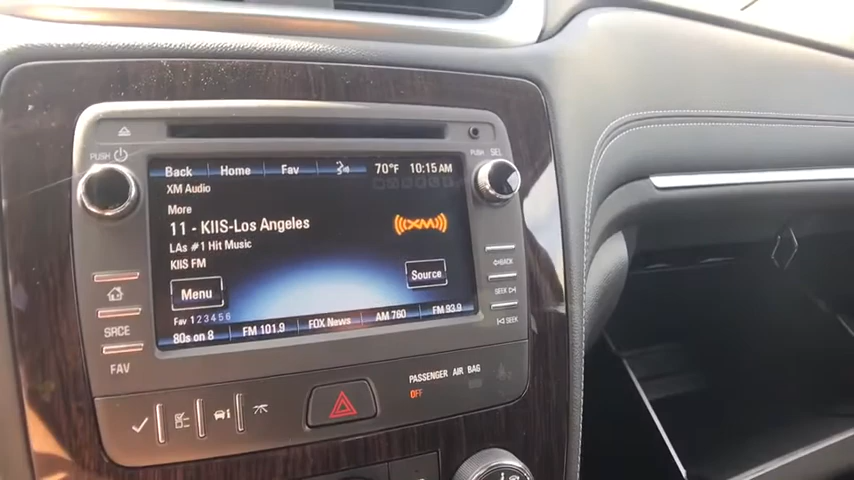 PUSH
PUSH SEL
Back Home Fav 70°F 10:15 AM
XM Audio
More
11 - KIIS-Los Angeles
LA's #1 Hit Music
KIIS FM
((XM))
Menu
Source
Fav 1 2 3 4 5 6
80s on 8 FM 101.9 FOX News AM 760 FM 93.9
SRCE
FAV
BACK
SEEK
SEEK
PASSENGER AIR BAG
OFF